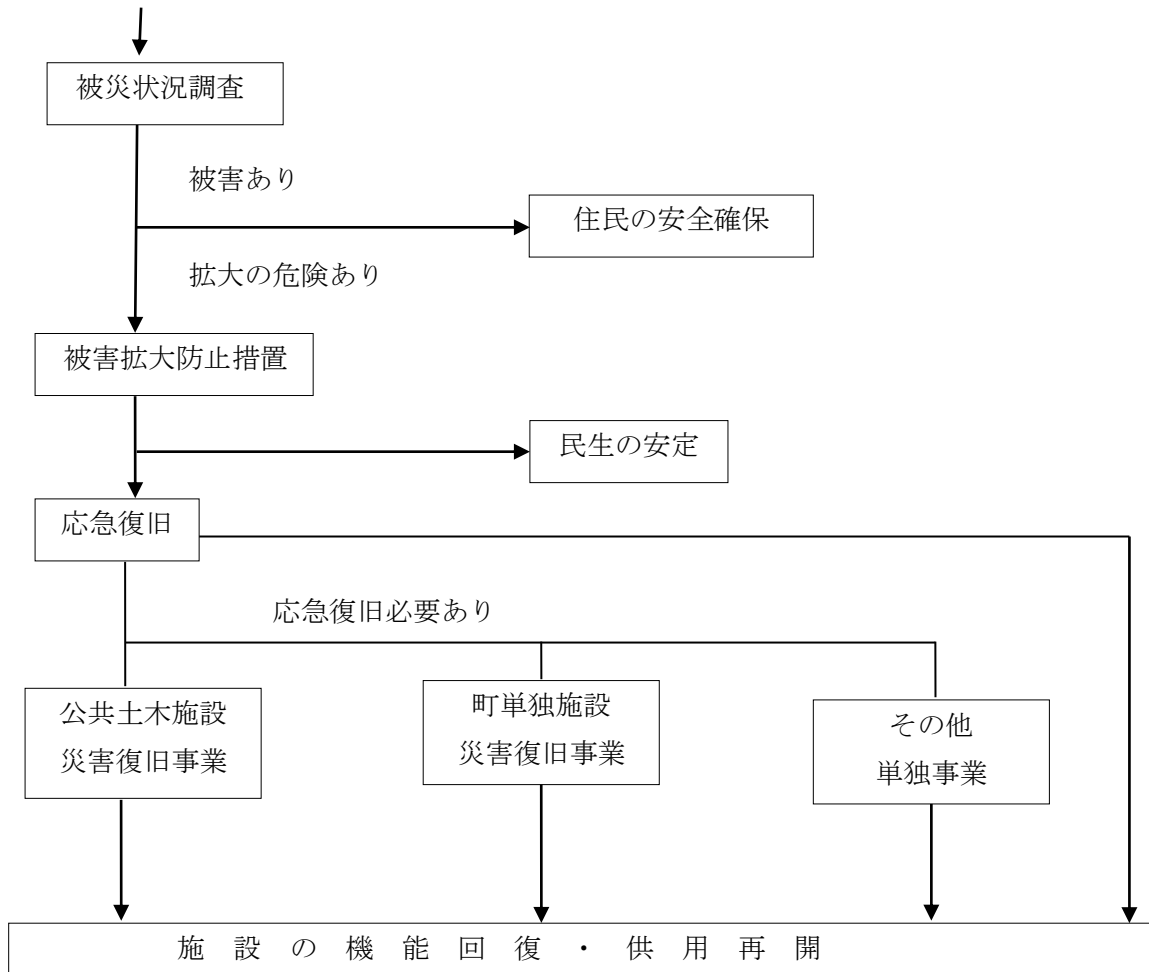 被災状況調査
被害あり
住民の安全確保
拡大の危険あり
被害拡大防止措置
民生の安定
応急復旧
応急復旧必要あり
公共土木施設
災害復旧事業
町単独施設
災害復旧事業
その他
単独事業
施設の機能回復・供用再開